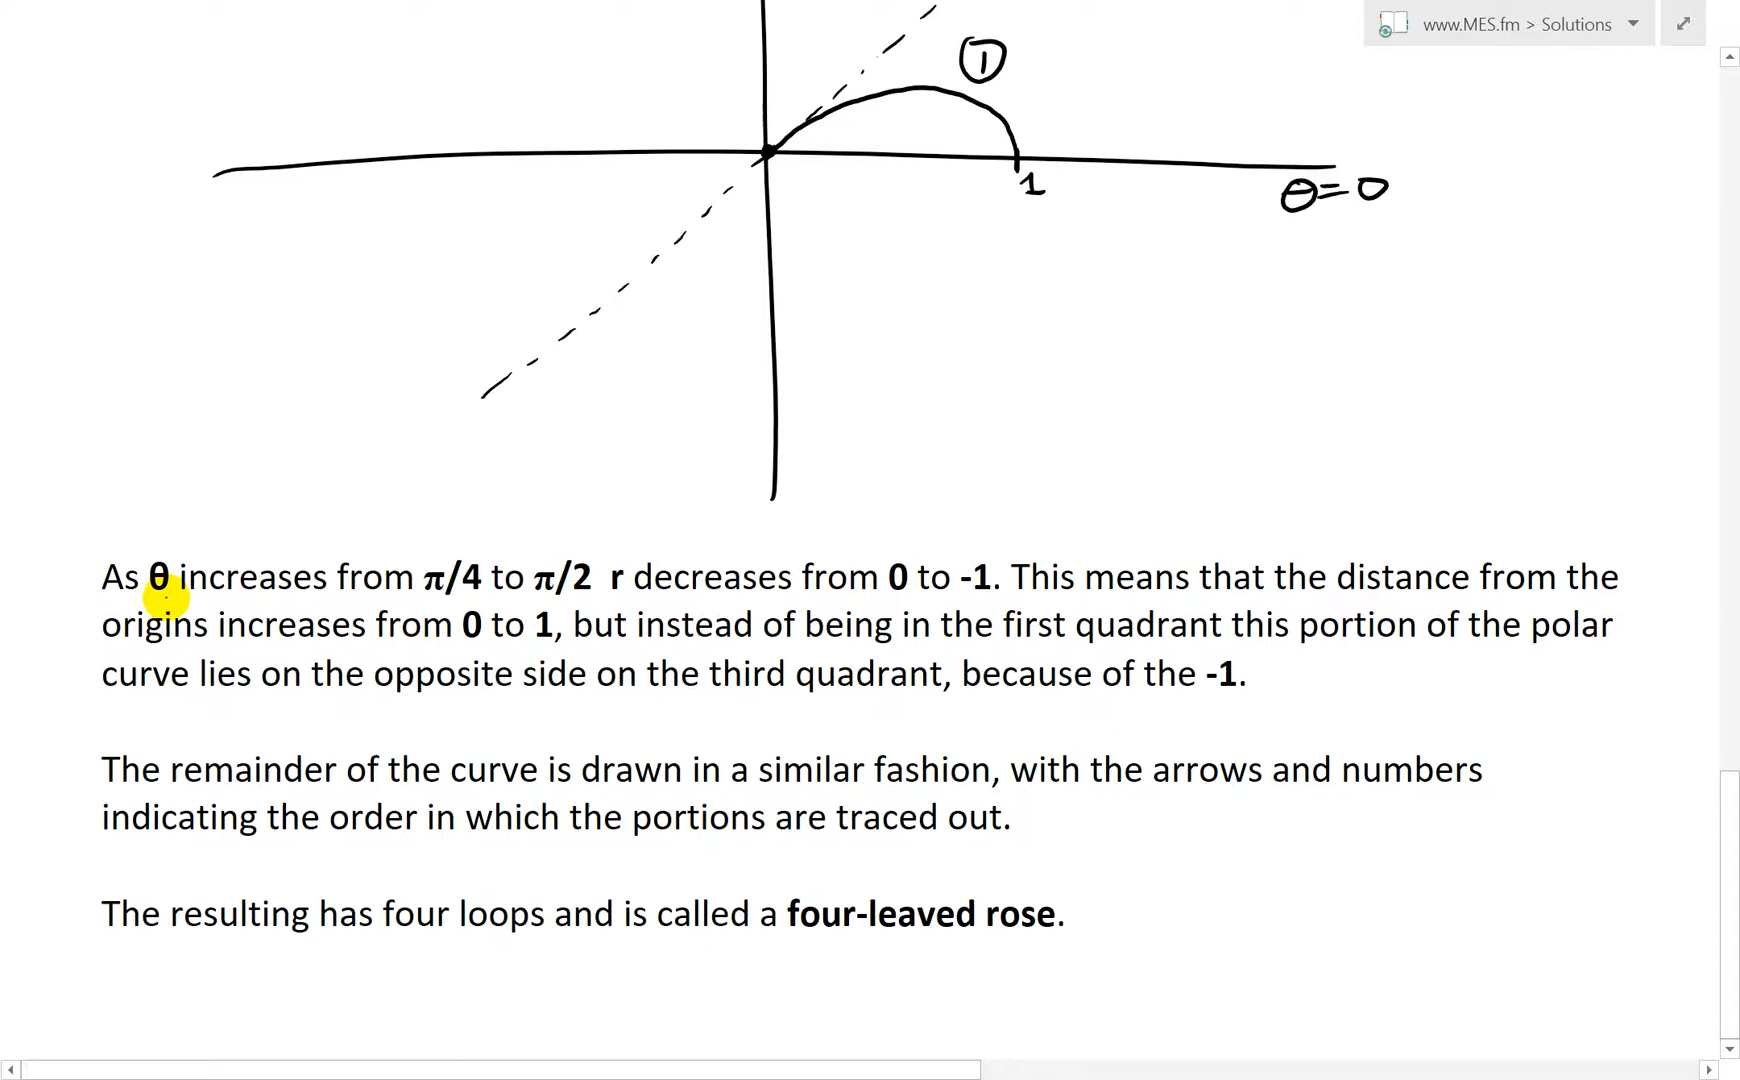 www.MES.fm > Solutions
①
1
θ=0
As θ increases from π/4 to π/2 r decreases from 0 to -1. This means that the distance from the
origins increases from 0 to 1, but instead of being in the first quadrant this portion of the polar
curve lies on the opposite side on the third quadrant, because of the -1.
The remainder of the curve is drawn in a similar fashion, with the arrows and numbers
indicating the order in which the portions are traced out.
The resulting has four loops and is called a four-leaved rose.